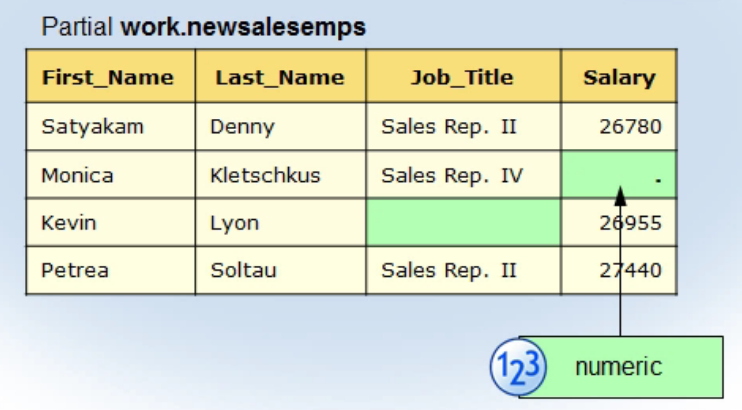 Partial work.newsalesemps
First_Name Last_Name Job_Title Salary
Satyakam Denny Sales Rep. II 26780
Monica Kletschkus Sales Rep. IV .
Kevin Lyon 26955
Petrea Soltau Sales Rep. II 27440
123 numeric